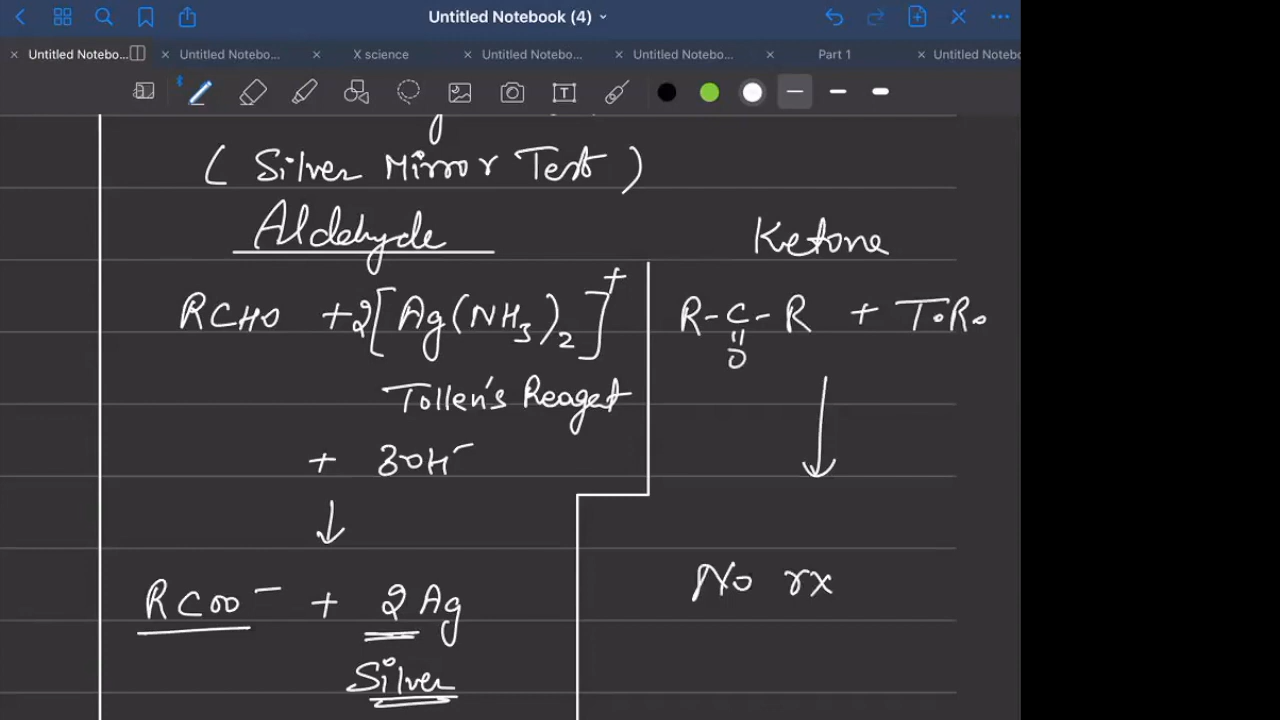 Untitled Notebook (4)
Untitled Notebo...
Untitled Notebo...
X science
Untitled Notebo...
Untitled Notebo...
Part 1
Untitled Notebo
( Silver Mirror Test )
Aldehyde
RCHO + 2[Ag(NH₃)₂]⁺
Tollen's Reagent
+ 3OH⁻
↓
RCOO⁻ + 2Ag
Silver
Ketone
R-C-R + T.R.
||
O
↓
No rx